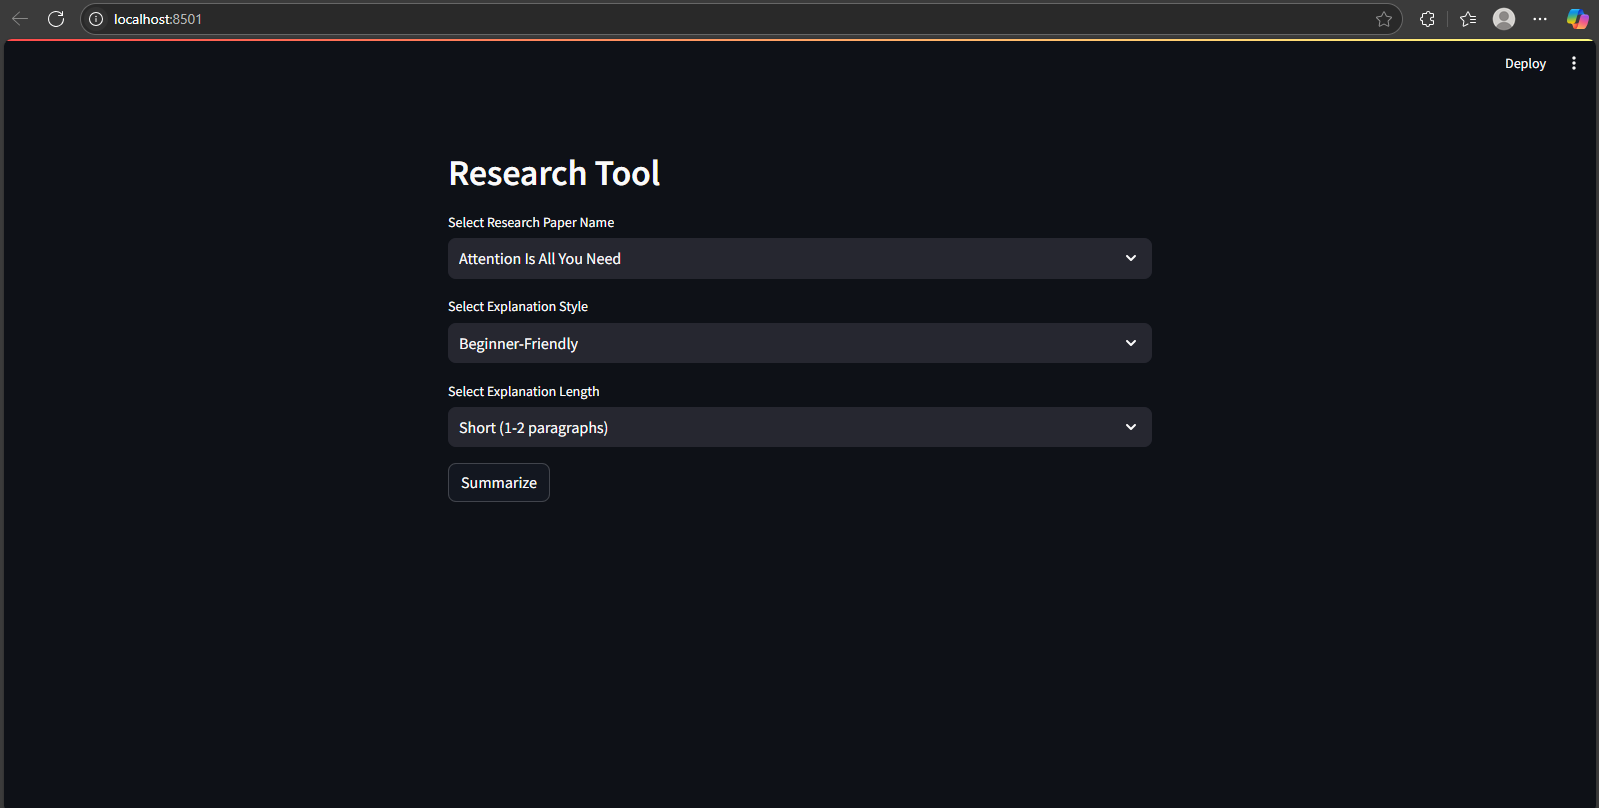 localhost:8501
Deploy
Research Tool
Select Research Paper Name
Attention Is All You Need
Select Explanation Style
Beginner-Friendly
Select Explanation Length
Short (1-2 paragraphs)
Summarize